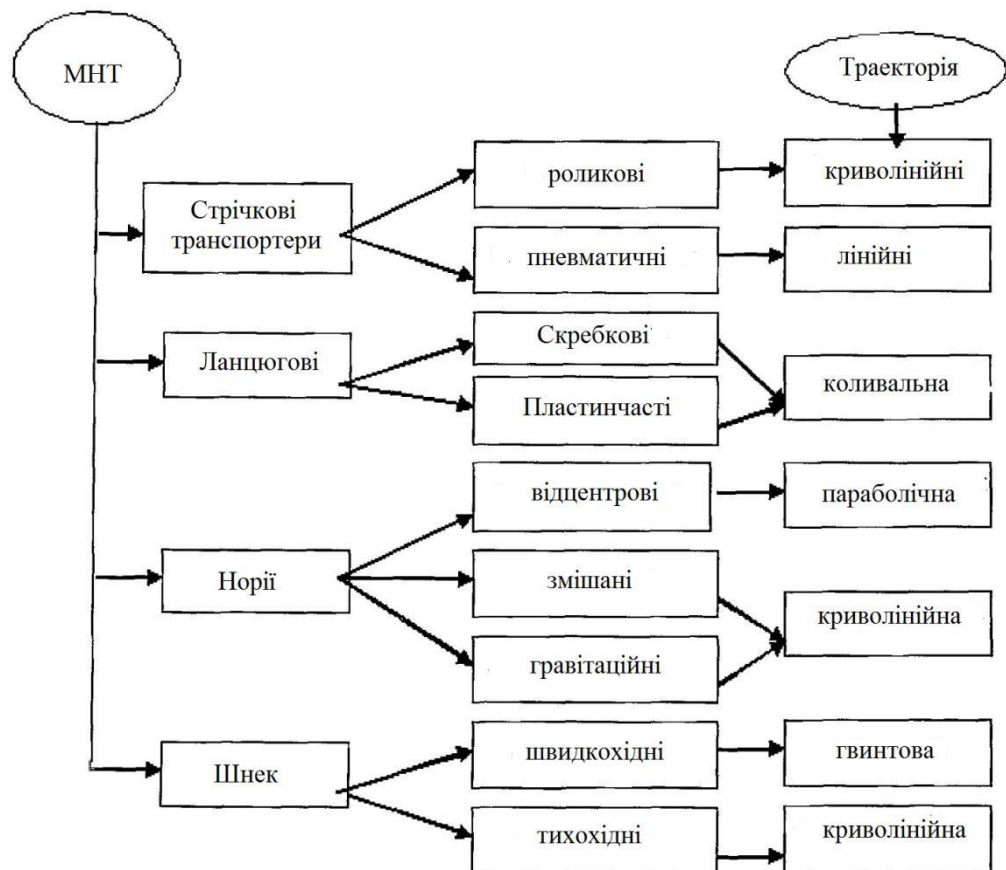 МНТ
Траекторія
роликові
криволінійні
Стрічкові
транспортери
пневматичні
лінійні
Скребкові
Ланцюгові
коливальна
Пластинчасті
відцентрові
параболічна
Норії
змішані
криволінійна
гравітаційні
швидкохідні
гвинтова
Шнек
тихохідні
криволінійна